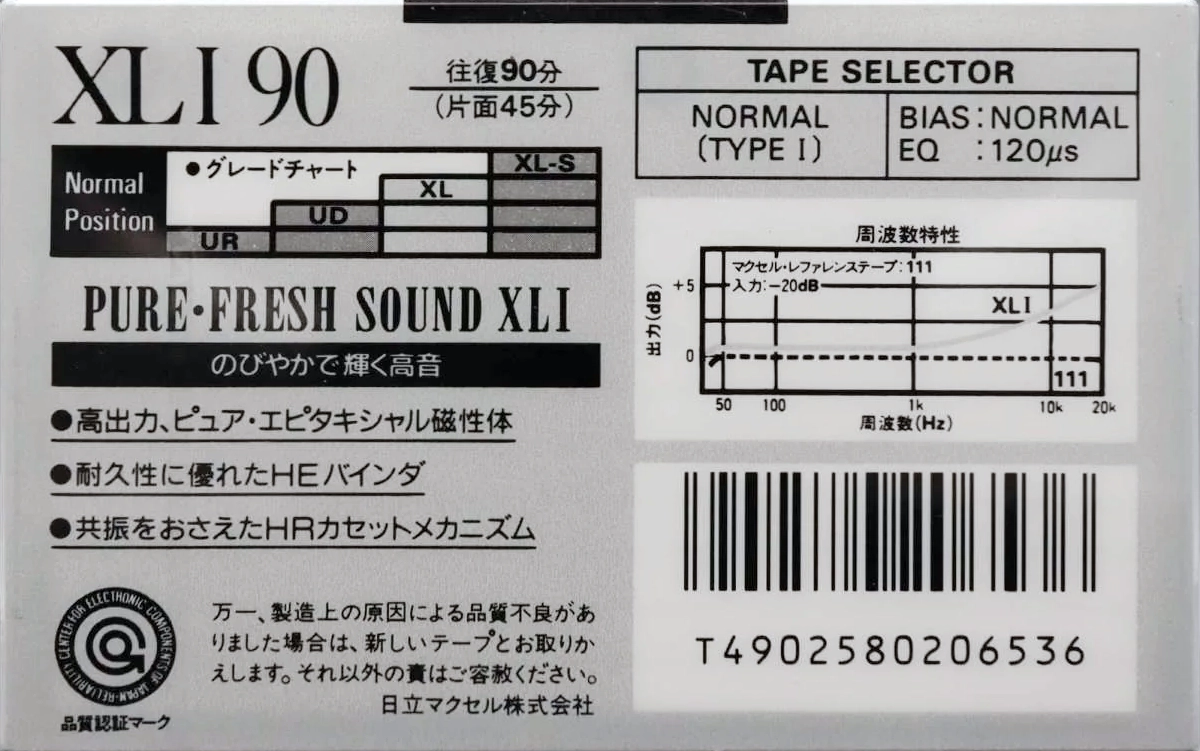 XL I 90
往復90分
(片面45分)
Normal
Position
●グレードチャート
XL-S
XL
UD
UR
PURE・FRESH SOUND XL I
のびやかで輝く高音
●高出力、ピュア・エピタキシャル磁性体
●耐久性に優れたHEバインダ
●共振をおさえたHRカセットメカニズム
RELIABILITY CENTER FOR ELECTRONIC COMPONENTS OF JAPAN
品質認証マーク
万一、製造上の原因による品質不良があ
りました場合は、新しいテープとお取りか
えします。それ以外の責はご容赦ください。
日立マクセル株式会社
TAPE SELECTOR
NORMAL
(TYPE I)
BIAS:NORMAL
EQ :120μs
周波数特性
マクセル・レファレンステープ:111
入力:−20dB
出力(dB)
+5
0
XL I
111
50 100 1k 10k 20k
周波数(Hz)
T4902580206536